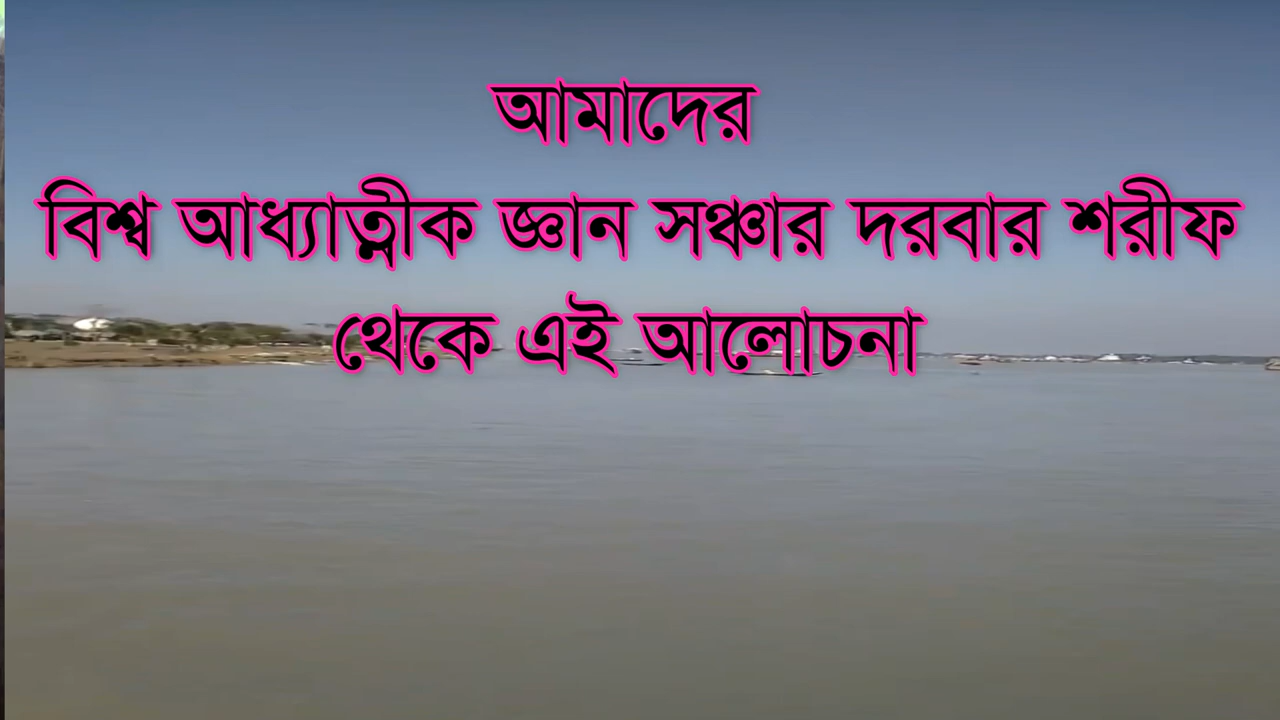 আমাদের
বিশ্ব আধ্যাত্নীক জ্ঞান সঞ্চার দরবার শরীফ
থেকে এই আলোচনা